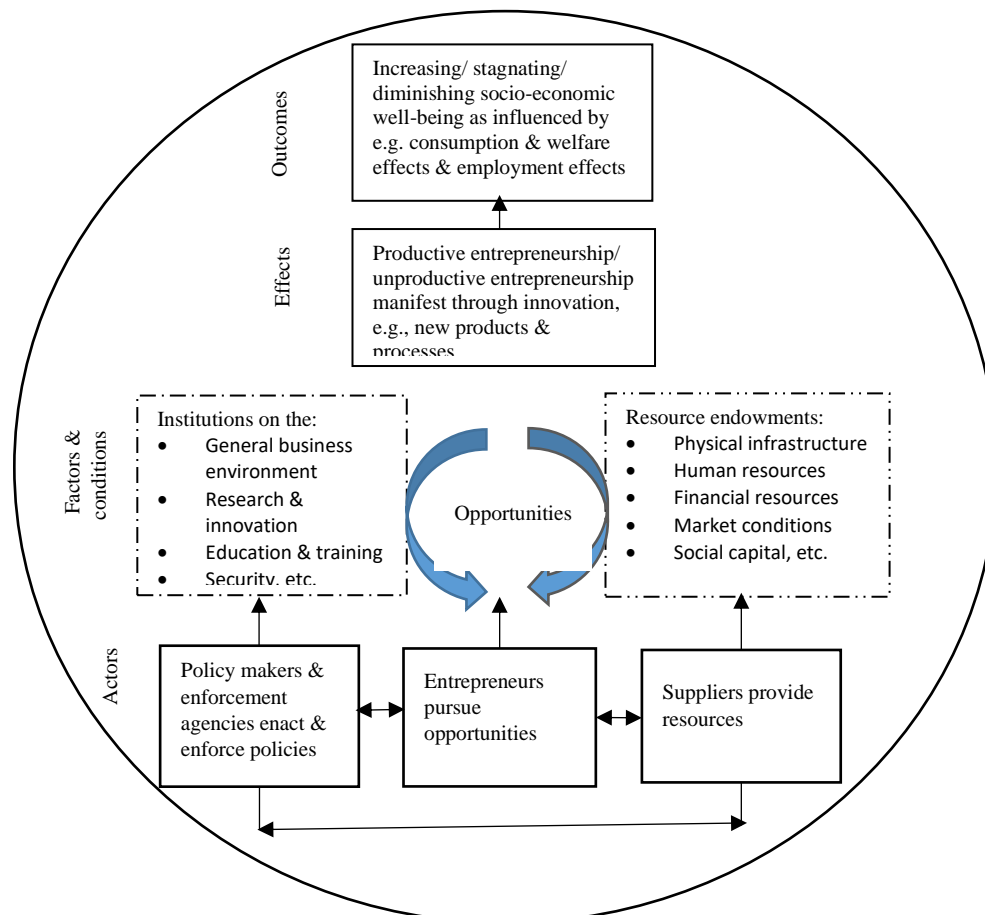 Outcomes
Increasing/ stagnating/
diminishing socio-economic
well-being as influenced by
e.g. consumption & welfare
effects & employment effects
Effects
Productive entrepreneurship/
unproductive entrepreneurship
manifest through innovation,
e.g., new products &
processes
Factors &
conditions
Institutions on the:
• General business
environment
• Research &
innovation
• Education & training
• Security, etc.
Opportunities
Resource endowments:
• Physical infrastructure
• Human resources
• Financial resources
• Market conditions
• Social capital, etc.
Actors
Policy makers &
enforcement
agencies enact &
enforce policies
Entrepreneurs
pursue
opportunities
Suppliers provide
resources